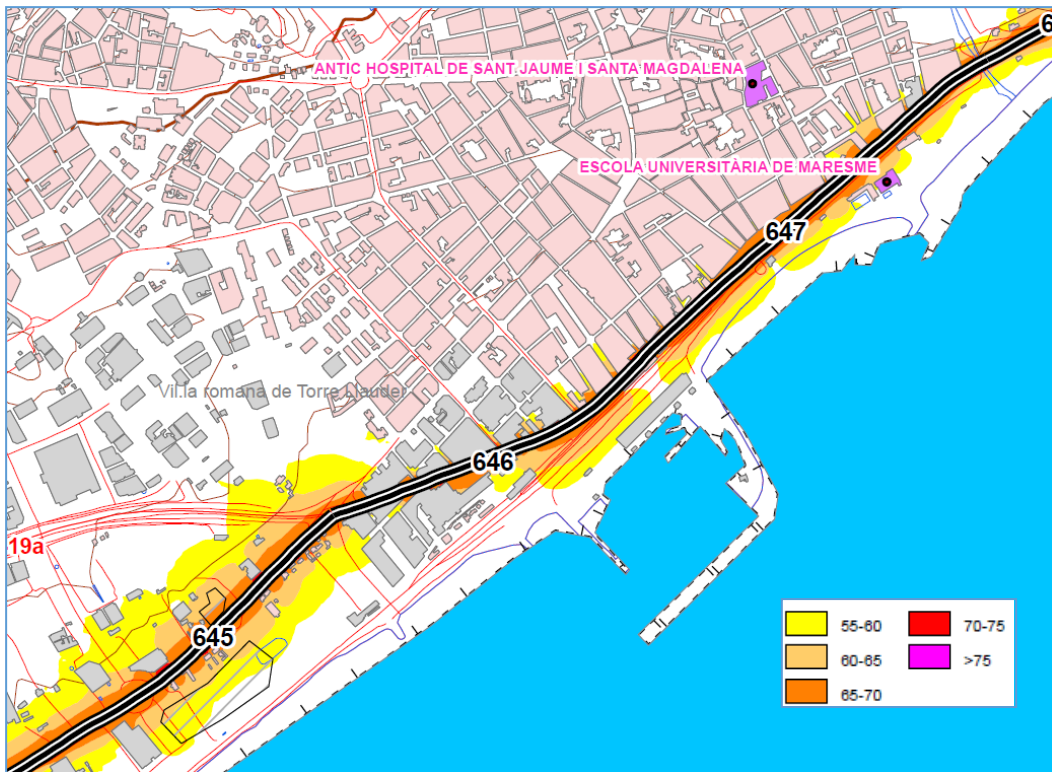 6
ANTIC HOSPITAL DE SANT JAUME I SANTA MAGDALENA
ESCOLA UNIVERSITÀRIA DE MARESME
647
Vil.la romana de Torre Llauder
646
19a
645
55-60
70-75
60-65
>75
65-70